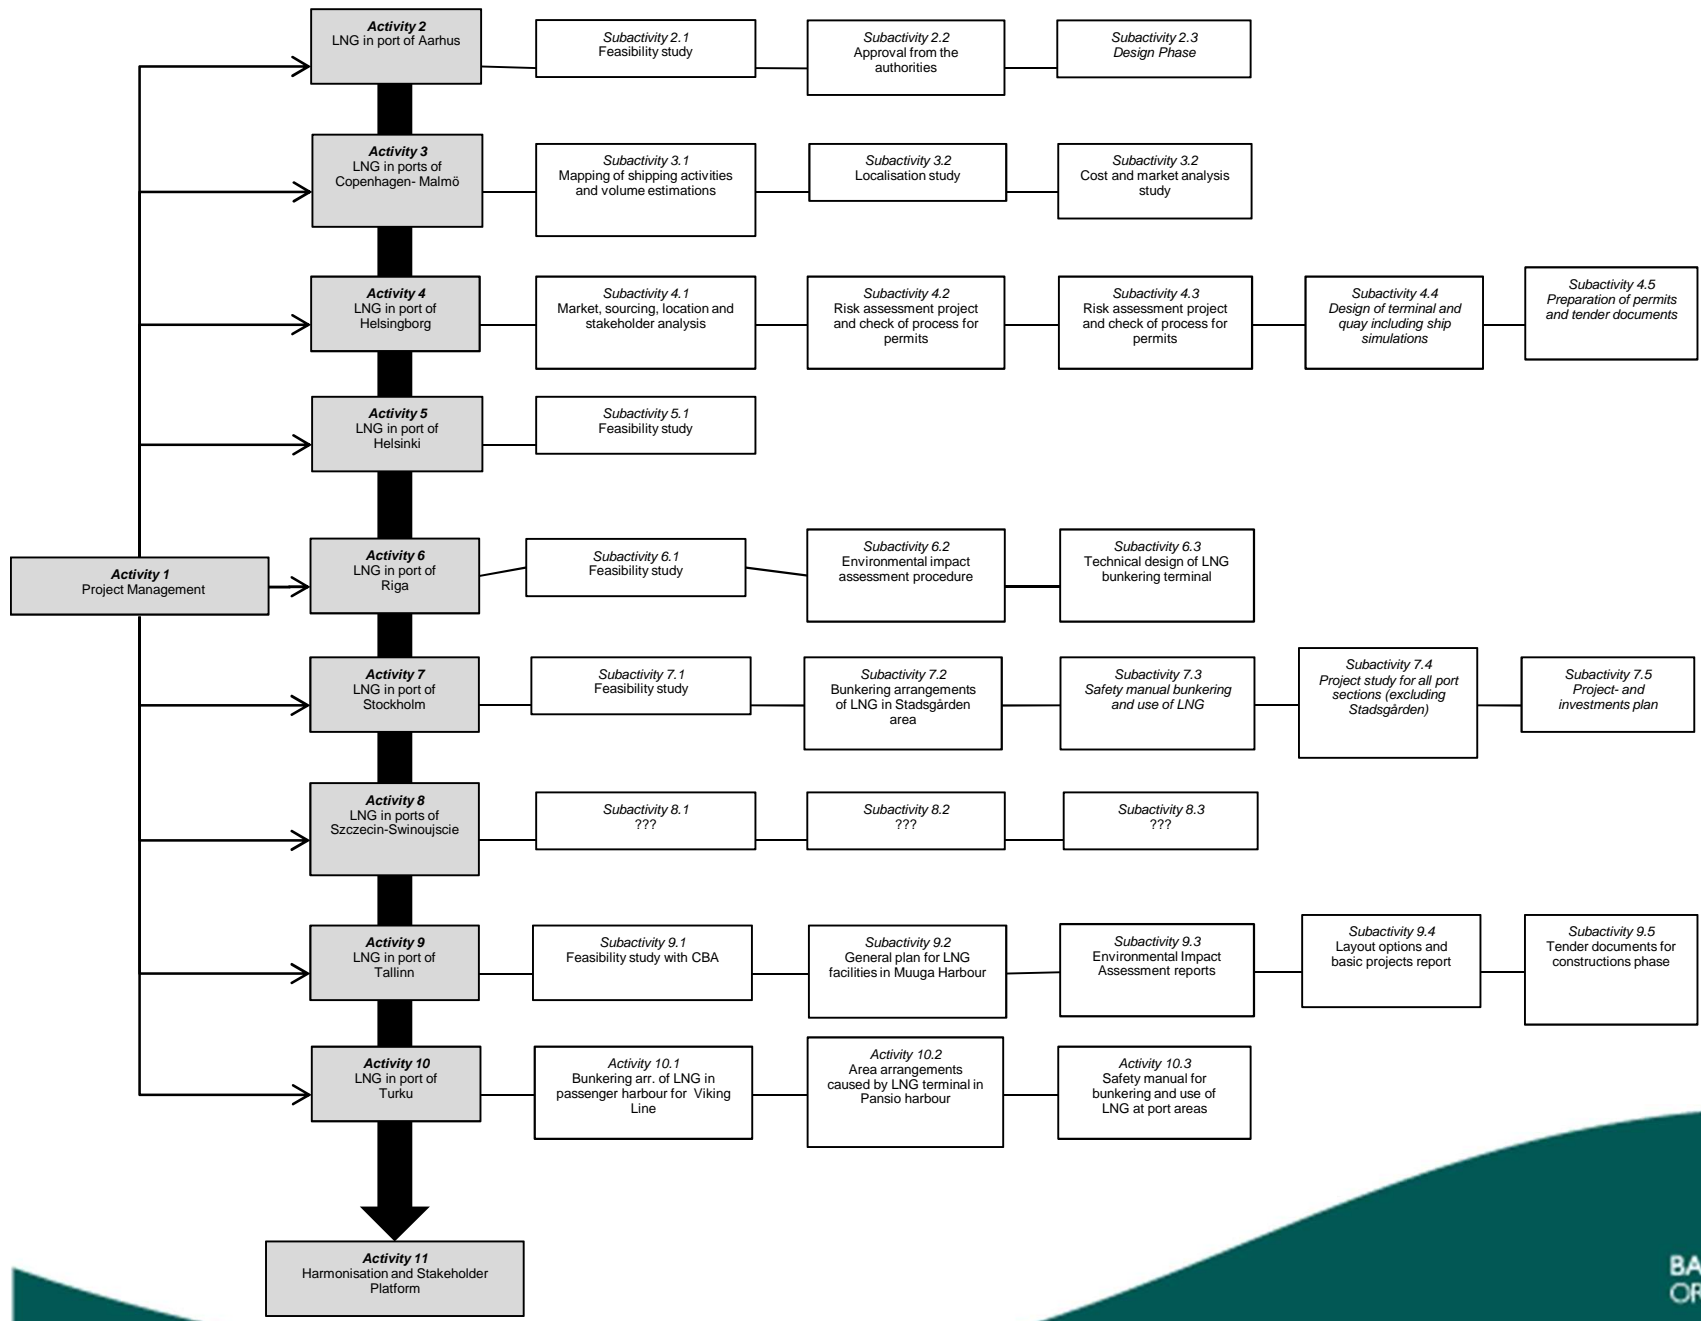 Activity 2
LNG in port of Aarhus
Subactivity 2.1
Feasibility study
Subactivity 2.2
Approval from the
authorities
Subactivity 2.3
Design Phase
Activity 3
LNG in ports of
Copenhagen- Malmö
Subactivity 3.1
Mapping of shipping activities
and volume estimations
Subactivity 3.2
Localisation study
Subactivity 3.2
Cost and market analysis
study
Activity 4
LNG in port of
Helsingborg
Subactivity 4.1
Market, sourcing, location and
stakeholder analysis
Subactivity 4.2
Risk assessment project
and check of process for
permits
Subactivity 4.3
Risk assessment project
and check of process for
permits
Subactivity 4.4
Design of terminal and
quay including ship
simulations
Subactivity 4.5
Preparation of permits
and tender documents
Activity 5
LNG in port of
Helsinki
Subactivity 5.1
Feasibility study
Activity 1
Project Management
Activity 6
LNG in port of
Riga
Subactivity 6.1
Feasibility study
Subactivity 6.2
Environmental impact
assessment procedure
Subactivity 6.3
Technical design of LNG
bunkering terminal
Activity 7
LNG in port of
Stockholm
Subactivity 7.1
Feasibility study
Subactivity 7.2
Bunkering arrangements
of LNG in Stadsgården
area
Subactivity 7.3
Safety manual bunkering
and use of LNG
Subactivity 7.4
Project study for all port
sections (excluding
Stadsgården)
Subactivity 7.5
Project- and
investments plan
Activity 8
LNG in ports of
Szczecin-Swinoujscie
Subactivity 8.1
???
Subactivity 8.2
???
Subactivity 8.3
???
Activity 9
LNG in port of
Tallinn
Subactivity 9.1
Feasibility study with CBA
Subactivity 9.2
General plan for LNG
facilities in Muuga Harbour
Subactivity 9.3
Environmental Impact
Assessment reports
Subactivity 9.4
Layout options and
basic projects report
Subactivity 9.5
Tender documents for
constructions phase
Activity 10
LNG in port of
Turku
Activity 10.1
Bunkering arr. of LNG in
passenger harbour for Viking
Line
Activity 10.2
Area arrangements
caused by LNG terminal in
Pansio harbour
Activity 10.3
Safety manual for
bunkering and use of
LNG at port areas
Activity 11
Harmonisation and Stakeholder
Platform
BA
OR